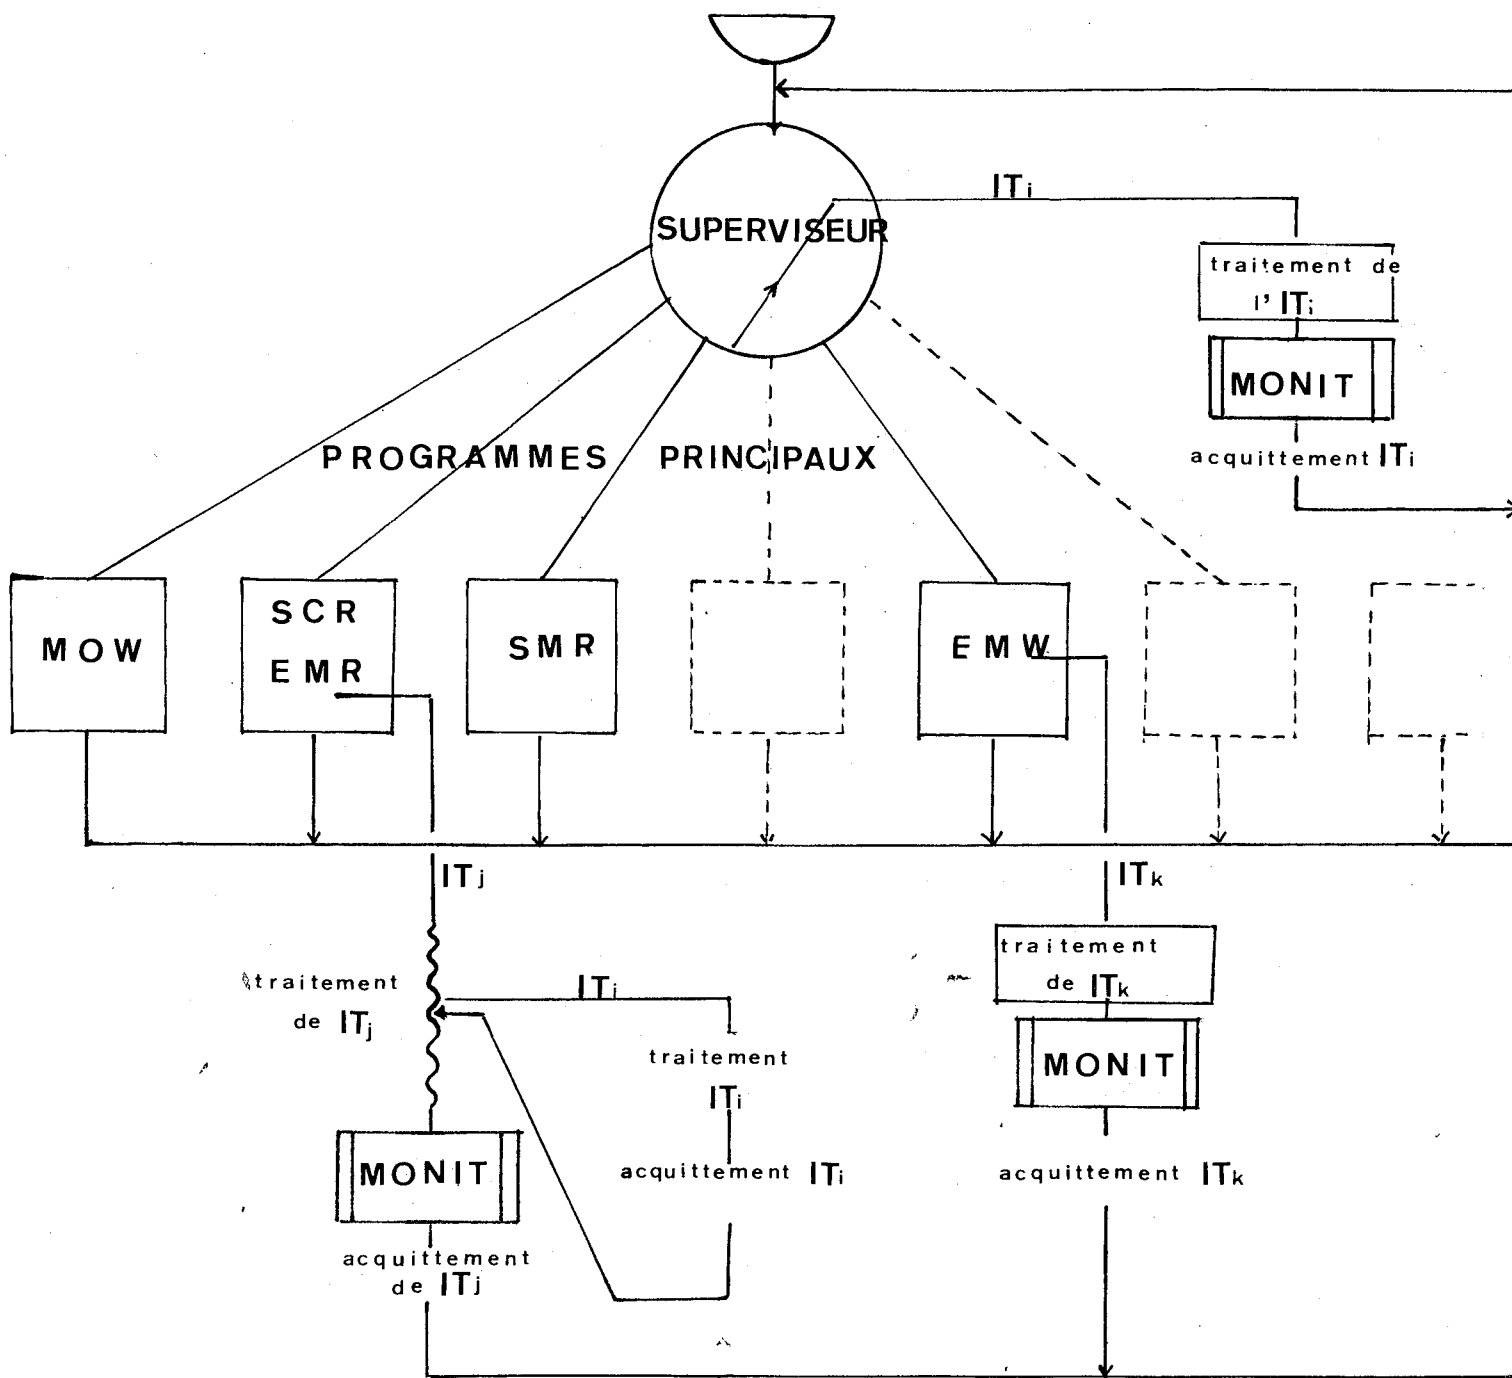 ITi
SUPERVISEUR
traitement de
l' ITi
MONIT
acquittement ITi
PROGRAMMES PRINCIPAUX
MOW
SCR
EMR
SMR
EMW
ITj
ITk
traitement
de ITj
ITi
traitement
ITi
acquittement ITi
MONIT
acquittement
de ITj
traitement
de ITk
MONIT
acquittement ITk